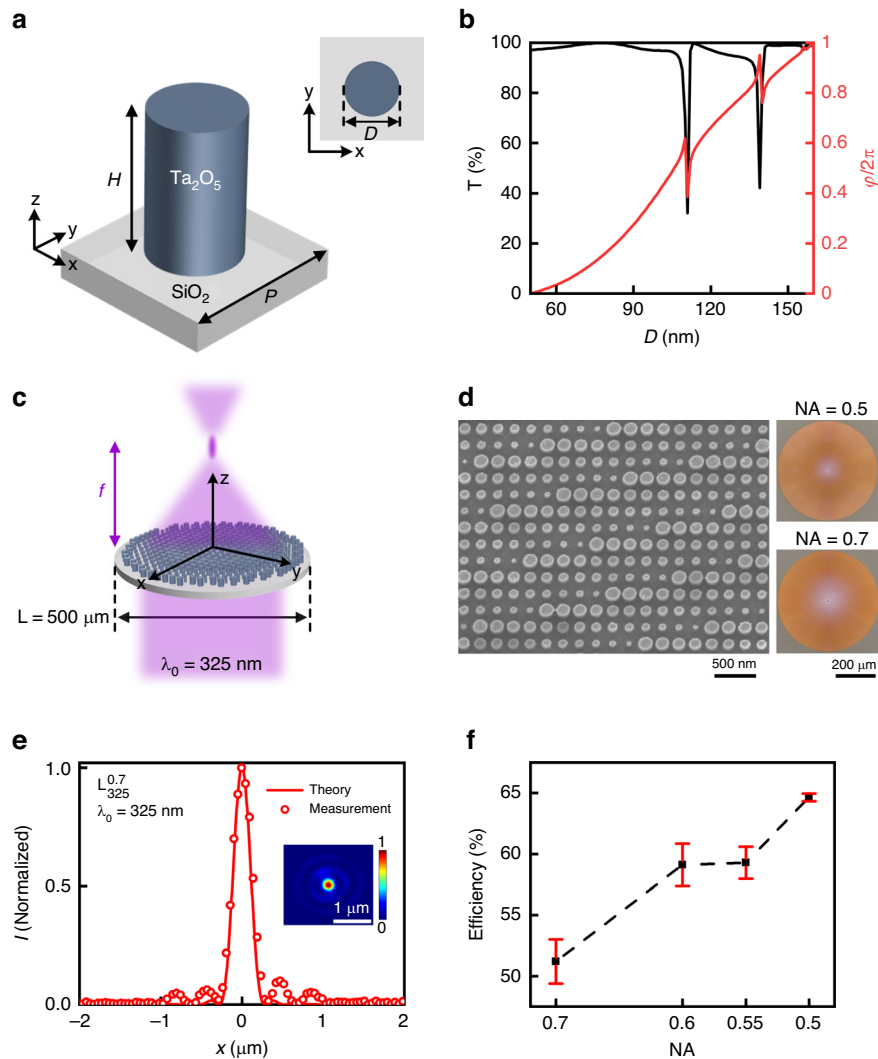 a
y
D
x
H
Ta₂O₅
z
y
x
SiO₂
P
b
100
80
60
40
20
0
T (%)
1
0.8
0.6
0.4
0.2
0
φ/2π
60
90
120
150
D (nm)
c
f
z
x
y
L = 500 μm
λ₀ = 325 nm
d
NA = 0.5
NA = 0.7
500 nm
200 μm
e
1.0
0.5
0.0
I (Normalized)
L₃₂₅^0.7
λ₀ = 325 nm
Theory
Measurement
1
0
1 μm
−2
−1
0
1
2
x (μm)
f
65
60
55
50
Efficiency (%)
0.7
0.6
0.55
0.5
NA